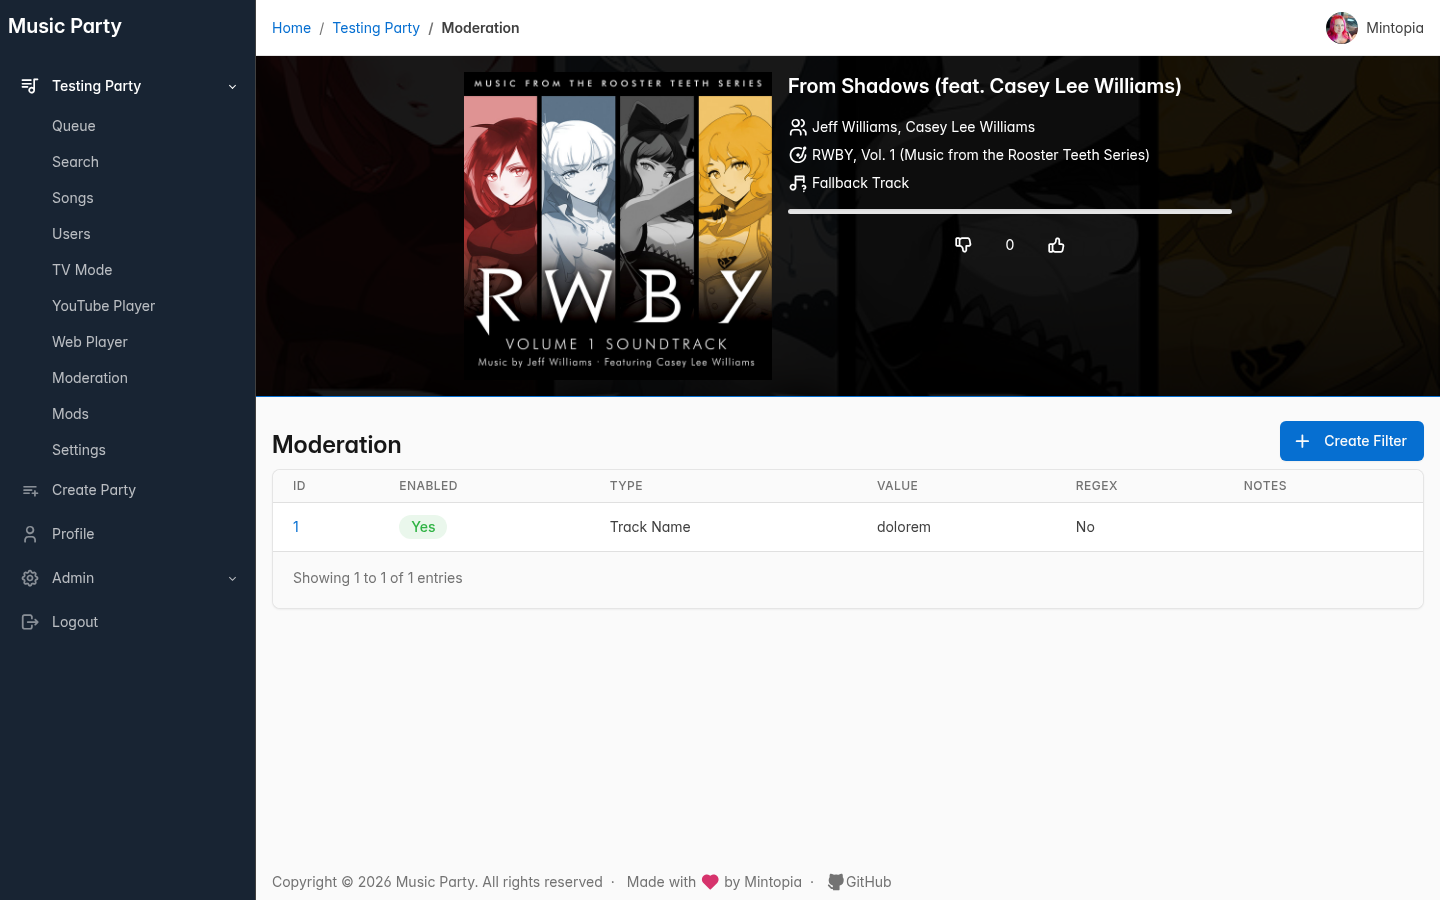 Music Party
Home / Testing Party / Moderation
Mintopia
Testing Party
Queue
Search
Songs
Users
TV Mode
YouTube Player
Web Player
Moderation
Mods
Settings
Create Party
Profile
Admin
Logout
MUSIC FROM THE ROOSTER TEETH SERIES
RWBY
VOLUME 1 SOUNDTRACK
Music by Jeff Williams · Featuring Casey Lee Williams
From Shadows (feat. Casey Lee Williams)
Jeff Williams, Casey Lee Williams
RWBY, Vol. 1 (Music from the Rooster Teeth Series)
Fallback Track
0
Moderation
Create Filter
ID ENABLED TYPE VALUE REGEX NOTES
1 Yes Track Name dolorem No
Showing 1 to 1 of 1 entries
Copyright © 2026 Music Party. All rights reserved · Made with by Mintopia · GitHub